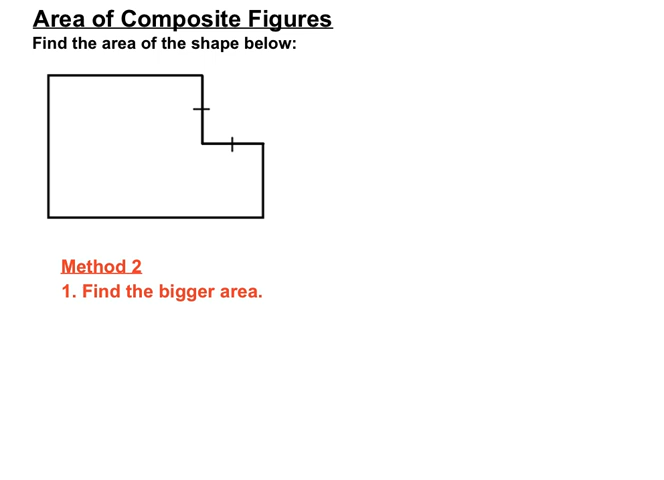 Area of Composite Figures
Find the area of the shape below:
Method 2
1. Find the bigger area.